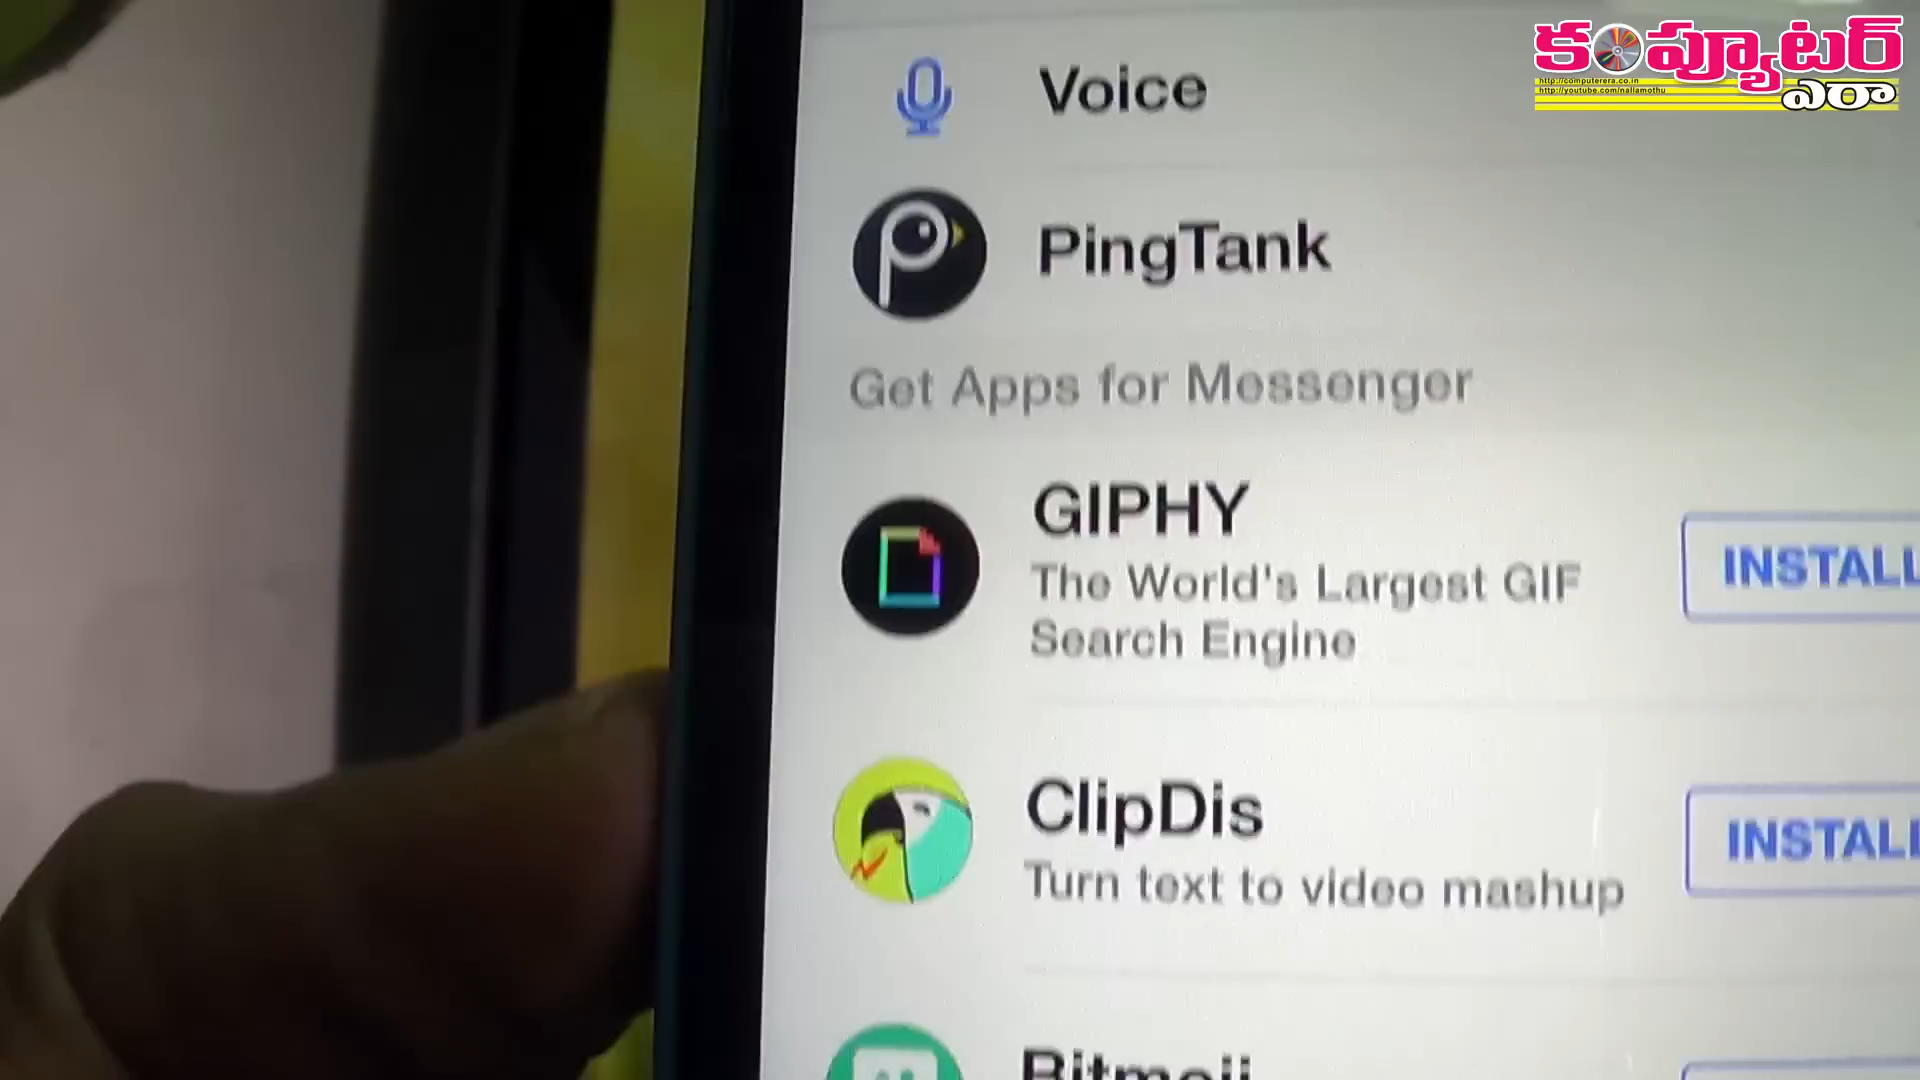 కంప్యూటర్
http://computerera.co.in
http://youtube.com/nallamothu
ఎరా
Voice
PingTank
Get Apps for Messenger
GIPHY
The World's Largest GIF
Search Engine
INSTALL
ClipDis
Turn text to video mashup
INSTALL
Bitmoji